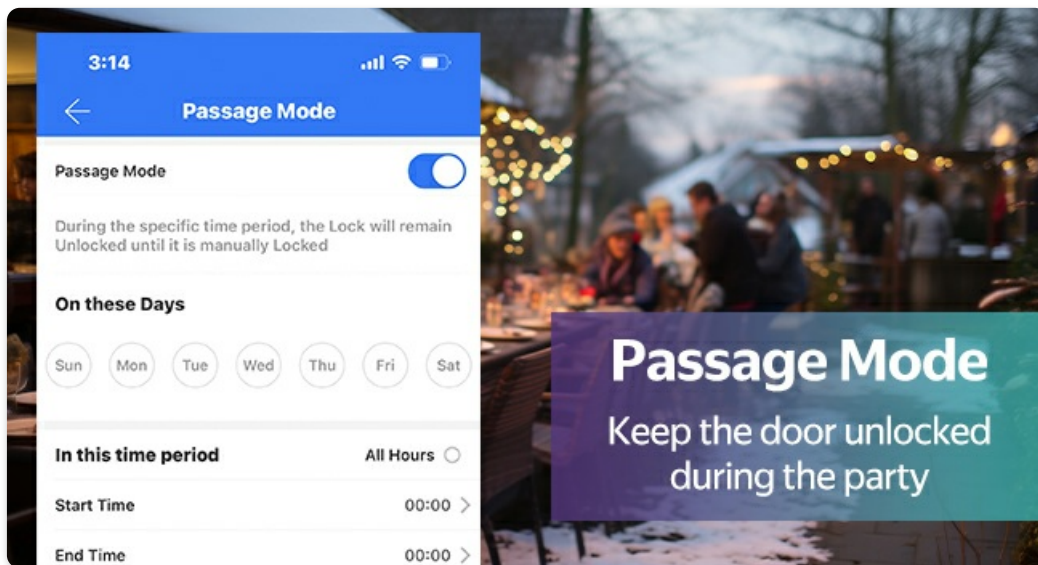 3:14
Passage Mode
Passage Mode
During the specific time period, the Lock will remain
Unlocked until it is manually Locked
On these Days
Sun Mon Tue Wed Thu Fri Sat
In this time period All Hours
Start Time 00:00
End Time 00:00
Passage Mode
Keep the door unlocked
during the party